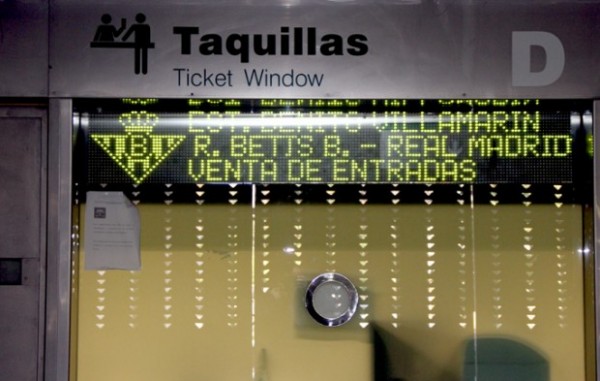 Taquillas
Ticket Window
D
EST. BENITO VILLAMARIN
R. BETIS B. - REAL MADRID
VENTA DE ENTRADAS